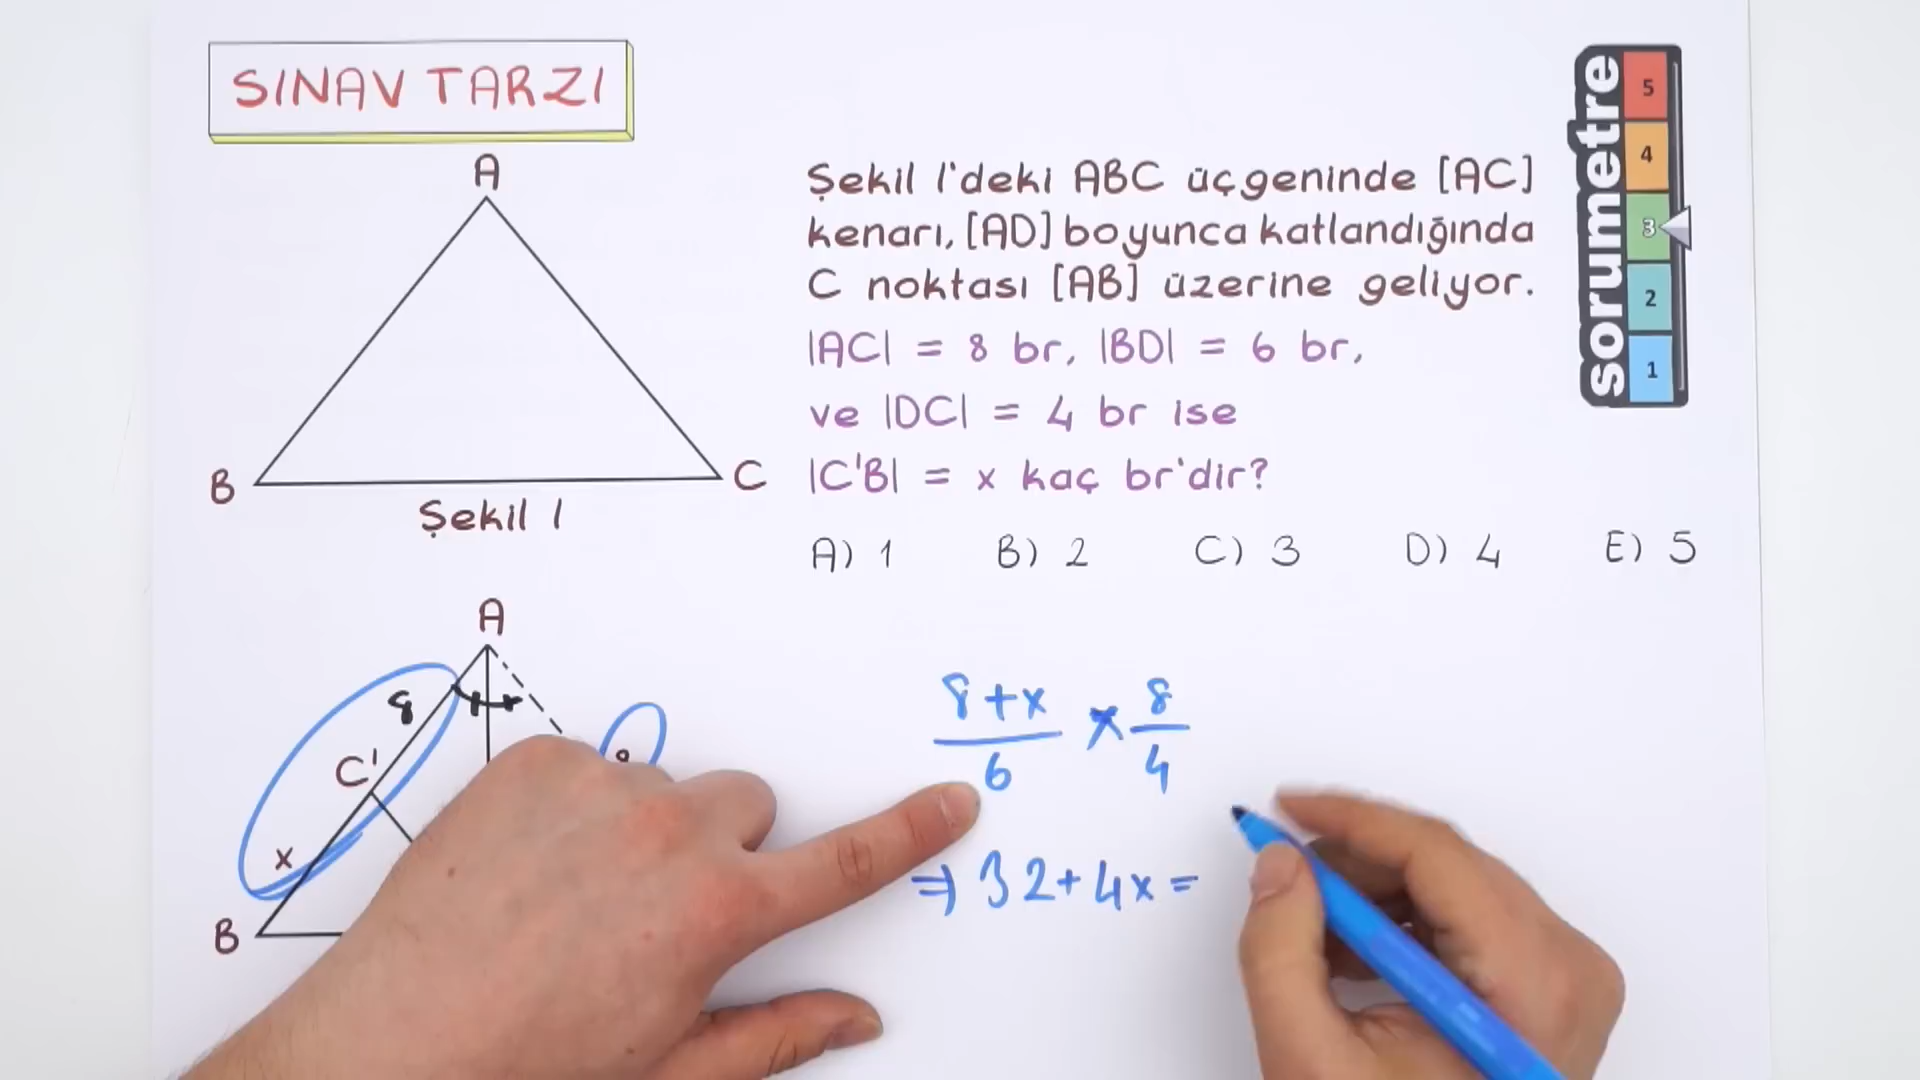 SINAV TARZI
A
B
C
Şekil 1
Şekil 1'deki ABC üçgeninde [AC]
kenarı, [AD] boyunca katlandığında
C noktası [AB] üzerine geliyor.
|AC| = 8 br, |BD| = 6 br,
ve |DC| = 4 br ise
|C'B| = x kaç br'dir?
A) 1 B) 2 C) 3 D) 4 E) 5
sorumetre
5
4
3
2
1
A
8
C'
x
B
8+x/6 = 8/4
⇒ 32+4x=